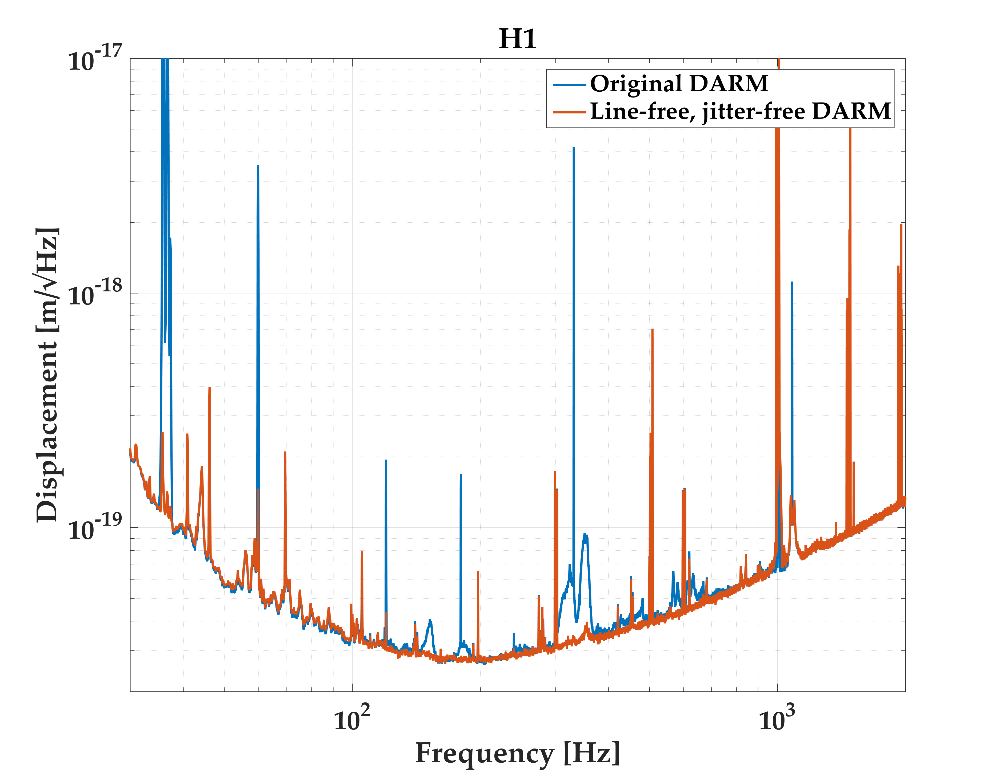 H1
Original DARM
Line-free, jitter-free DARM
Displacement [m/√Hz]
10-17
10-18
10-19
102
103
Frequency [Hz]